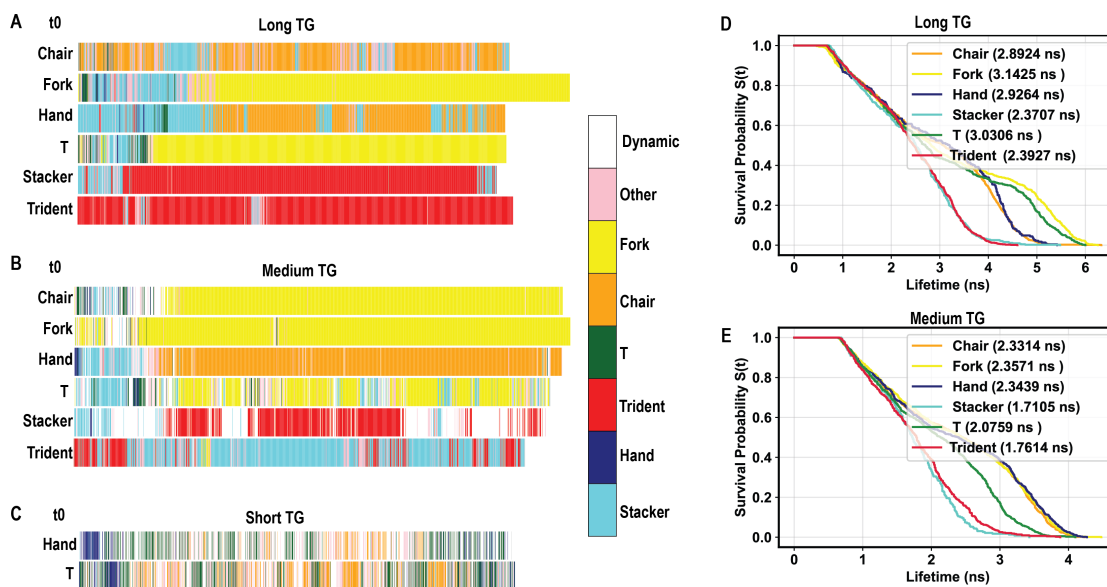 A
t0
Long TG
Chair
Fork
Hand
T
Stacker
Trident
B
t0
Medium TG
Chair
Fork
Hand
T
Stacker
Trident
C
t0
Short TG
Hand
T
Dynamic
Other
Fork
Chair
T
Trident
Hand
Stacker
D
Long TG
Survival Probability S(t)
1.0
0.8
0.6
0.4
0.2
0.0
Chair (2.8924 ns)
Fork (3.1425 ns)
Hand (2.9264 ns)
Stacker (2.3707 ns)
T (3.0306 ns )
Trident (2.3927 ns)
0 1 2 3 4 5 6
Lifetime (ns)
E
Medium TG
Survival Probability S(t)
1.0
0.8
0.6
0.4
0.2
0.0
Chair (2.3314 ns)
Fork (2.3571 ns)
Hand (2.3439 ns)
Stacker (1.7105 ns)
T (2.0759 ns )
Trident (1.7614 ns)
0 1 2 3 4
Lifetime (ns)